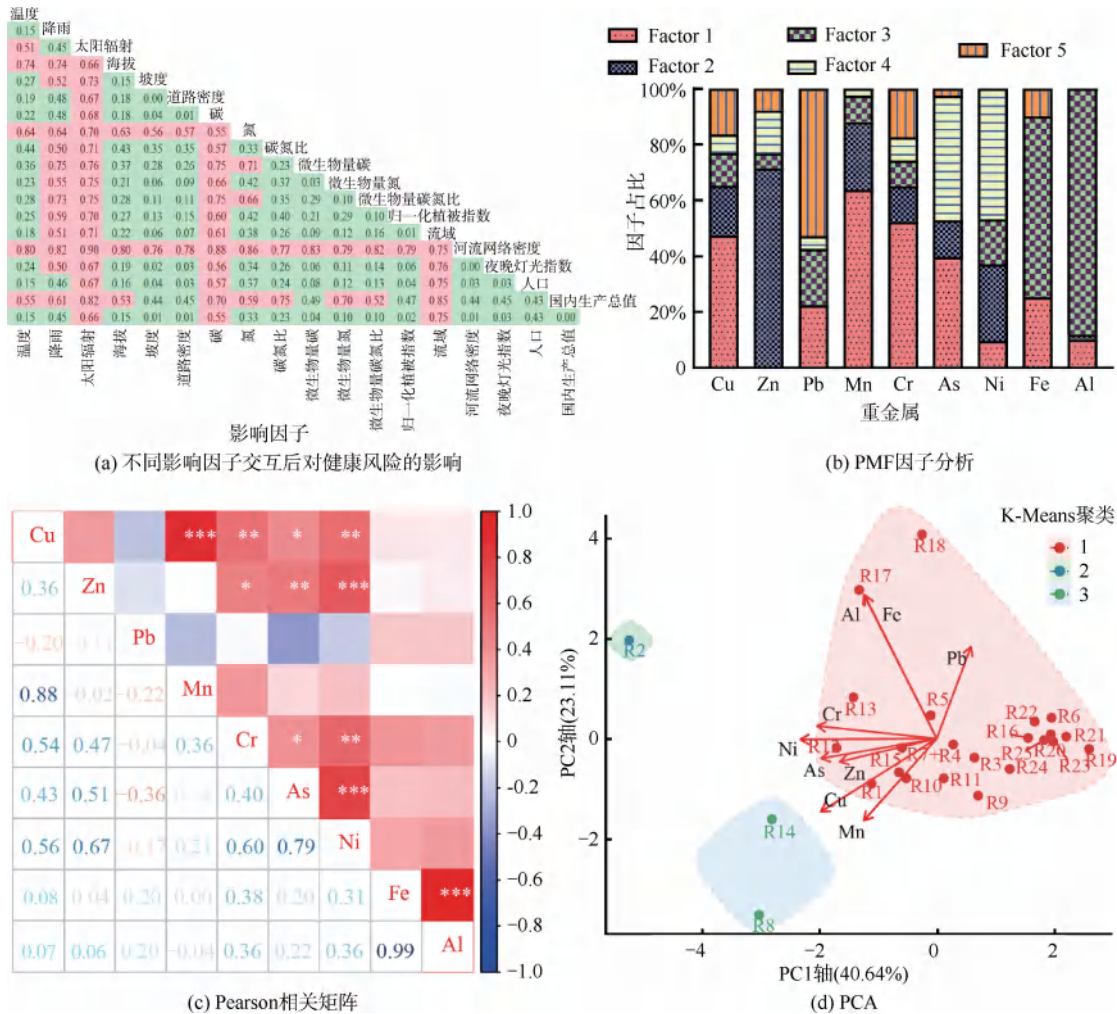 温度
0.15 降雨
0.51 0.45 太阳辐射
0.74 0.74 0.66 海拔
0.27 0.52 0.73 0.15 坡度
0.19 0.48 0.67 0.18 0.00 道路密度
0.22 0.48 0.68 0.18 0.04 0.01 碳
0.64 0.64 0.70 0.63 0.56 0.57 0.55 氮
0.44 0.50 0.71 0.43 0.35 0.35 0.57 0.33 碳氮比
0.36 0.75 0.76 0.37 0.28 0.26 0.75 0.71 0.23 微生物量碳
0.23 0.55 0.75 0.21 0.06 0.09 0.66 0.42 0.37 0.03 微生物量氮
0.28 0.73 0.75 0.28 0.11 0.11 0.75 0.66 0.35 0.29 0.10 微生物量碳氮比
0.25 0.59 0.70 0.27 0.13 0.15 0.60 0.42 0.40 0.21 0.29 0.10 归一化植被指数
0.18 0.51 0.71 0.22 0.06 0.07 0.61 0.38 0.26 0.09 0.12 0.16 0.01 流域
0.80 0.82 0.90 0.80 0.76 0.78 0.88 0.86 0.77 0.83 0.79 0.82 0.79 0.75 河流网络密度
0.24 0.50 0.67 0.19 0.02 0.03 0.56 0.34 0.26 0.06 0.11 0.14 0.06 0.76 0.00 夜晚灯光指数
0.15 0.46 0.67 0.16 0.04 0.03 0.57 0.37 0.24 0.08 0.12 0.13 0.04 0.75 0.03 0.03 人口
0.55 0.61 0.82 0.53 0.44 0.45 0.70 0.59 0.75 0.49 0.70 0.52 0.47 0.85 0.44 0.45 0.43 国内生产总值
0.15 0.45 0.66 0.15 0.01 0.01 0.55 0.33 0.23 0.04 0.10 0.10 0.02 0.75 0.01 0.03 0.43 0.00
温度 降雨 太阳辐射 海拔 坡度 道路密度 碳 氮 碳氮比 微生物量碳 微生物量氮 微生物量碳氮比 归一化植被指数 流域 河流网络密度 夜晚灯光指数 人口 国内生产总值
影响因子
(a) 不同影响因子交互后对健康风险的影响
Factor 1 Factor 3 Factor 5
Factor 2 Factor 4
因子占比
100%
80%
60%
40%
20%
0
Cu Zn Pb Mn Cr As Ni Fe Al
重金属
(b) PMF因子分析
Cu *** ** * **
0.36 Zn * ** ***
−0.20 Pb
0.88 −0.02 −0.22 Mn
0.54 0.47 −0.04 0.36 Cr * **
0.43 0.51 −0.36 0.40 As ***
0.56 0.67 −0.17 0.21 0.60 0.79 Ni
0.08 0.04 0.20 0.00 0.38 0.20 0.31 Fe ***
0.07 0.06 0.20 −0.04 0.36 0.22 0.36 0.99 Al
1.0
0.8
0.6
0.4
0.2
0
−0.2
−0.4
−0.6
−0.8
−1.0
(c) Pearson相关矩阵
K-Means聚类
1
2
3
PC2轴(23.11%)
4
2
0
−2
R18
R17
Al Fe
R2
Pb
R13
R5
Cr
R22 R6
R16 R21
Ni
As Zn
R15 R7 R4
R3 R25 R20
R24 R23 R19
R1 R10 R11
R9
Cu
Mn
R14
R8
−4 −2 0 2
PC1轴(40.64%)
(d) PCA